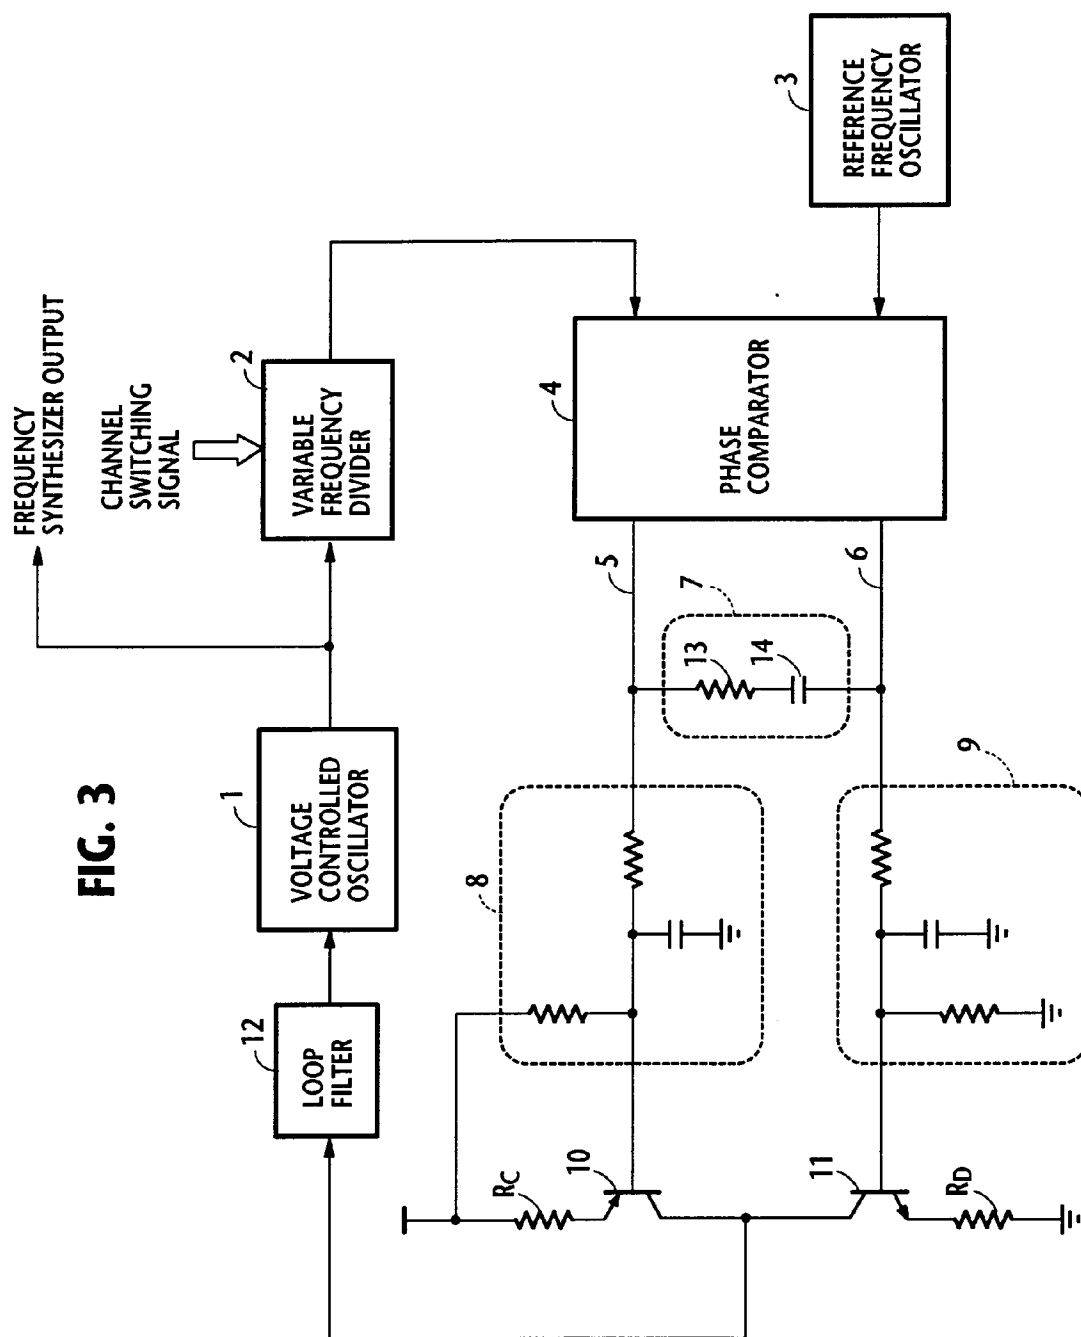 FIG. 3
FREQUENCY
SYNTHESIZER OUTPUT
CHANNEL
SWITCHING
SIGNAL
12
LOOP
FILTER
1
VOLTAGE
CONTROLLED
OSCILLATOR
2
VARIABLE
FREQUENCY
DIVIDER
3
REFERENCE
FREQUENCY
OSCILLATOR
4
PHASE
COMPARATOR
5
6
7
13
14
8
9
RC
10
11
RD